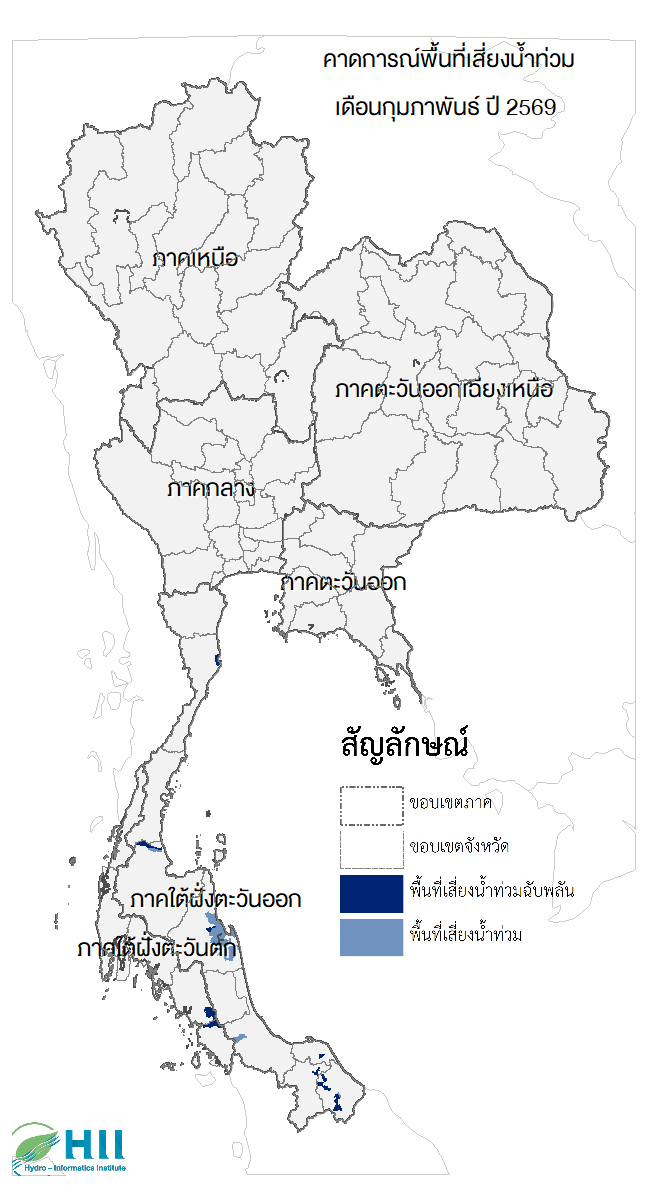 คาดการณ์พื้นที่เสี่ยงน้ำท่วม
เดือนกุมภาพันธ์ ปี 2569
ภาคเหนือ
ภาคตะวันออกเฉียงเหนือ
ภาคกลาง
ภาคตะวันออก
สัญลักษณ์
ขอบเขตภาค
ขอบเขตจังหวัด
พื้นที่เสี่ยงน้ำท่วมฉับพลัน
พื้นที่เสี่ยงน้ำท่วม
ภาคใต้ฝั่งตะวันออก
ภาคใต้ฝั่งตะวันตก
HII
Hydro – Informatics Institute